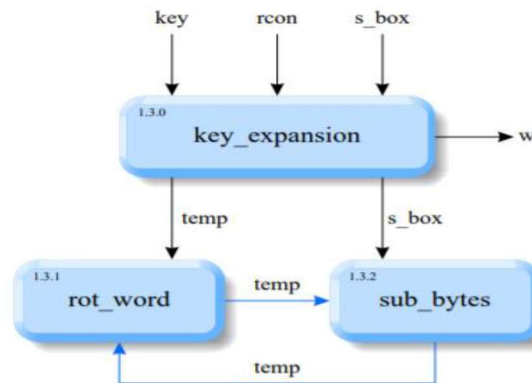 key rcon s_box
1.3.0
key_expansion
w
temp s_box
1.3.1
rot_word
temp
1.3.2
sub_bytes
temp